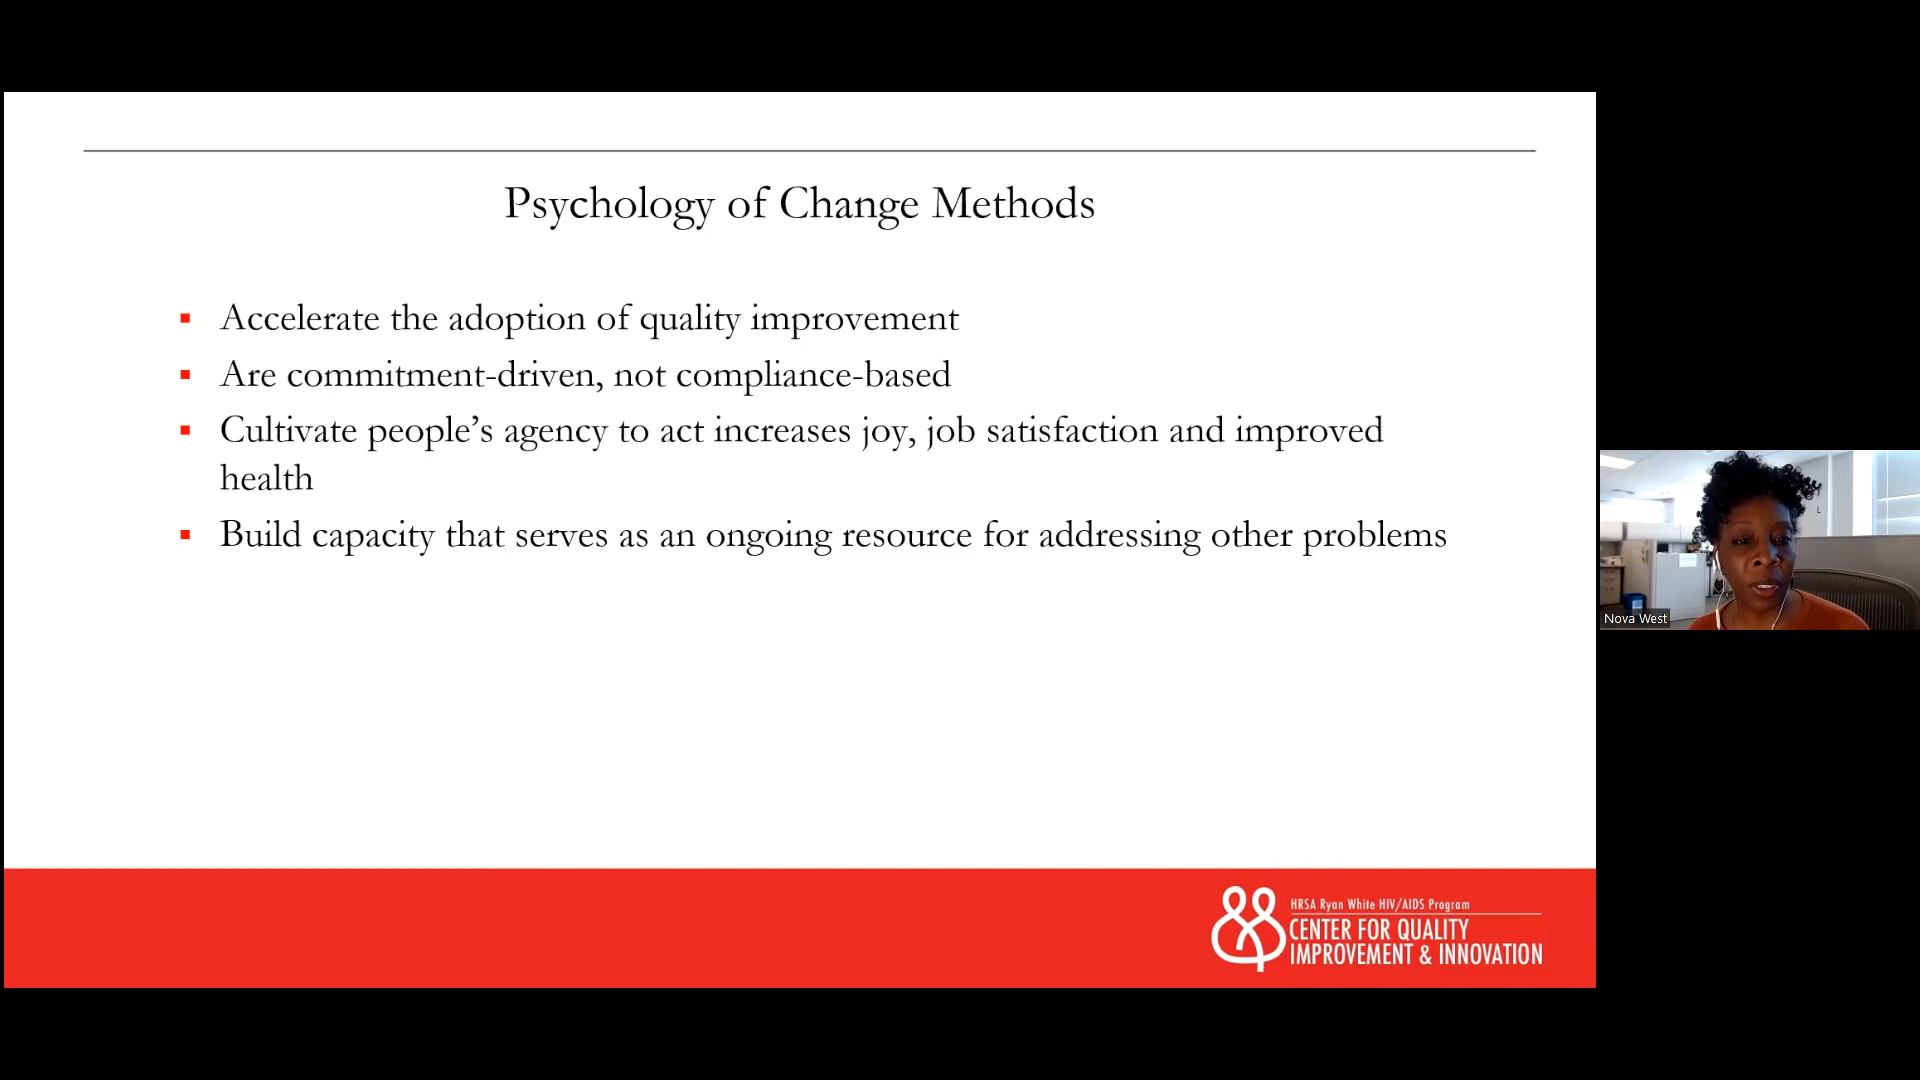 Psychology of Change Methods
▪ Accelerate the adoption of quality improvement
▪ Are commitment-driven, not compliance-based
▪ Cultivate people’s agency to act increases joy, job satisfaction and improved
health
▪ Build capacity that serves as an ongoing resource for addressing other problems
Nova West
HRSA Ryan White HIV/AIDS Program
CENTER FOR QUALITY
IMPROVEMENT & INNOVATION